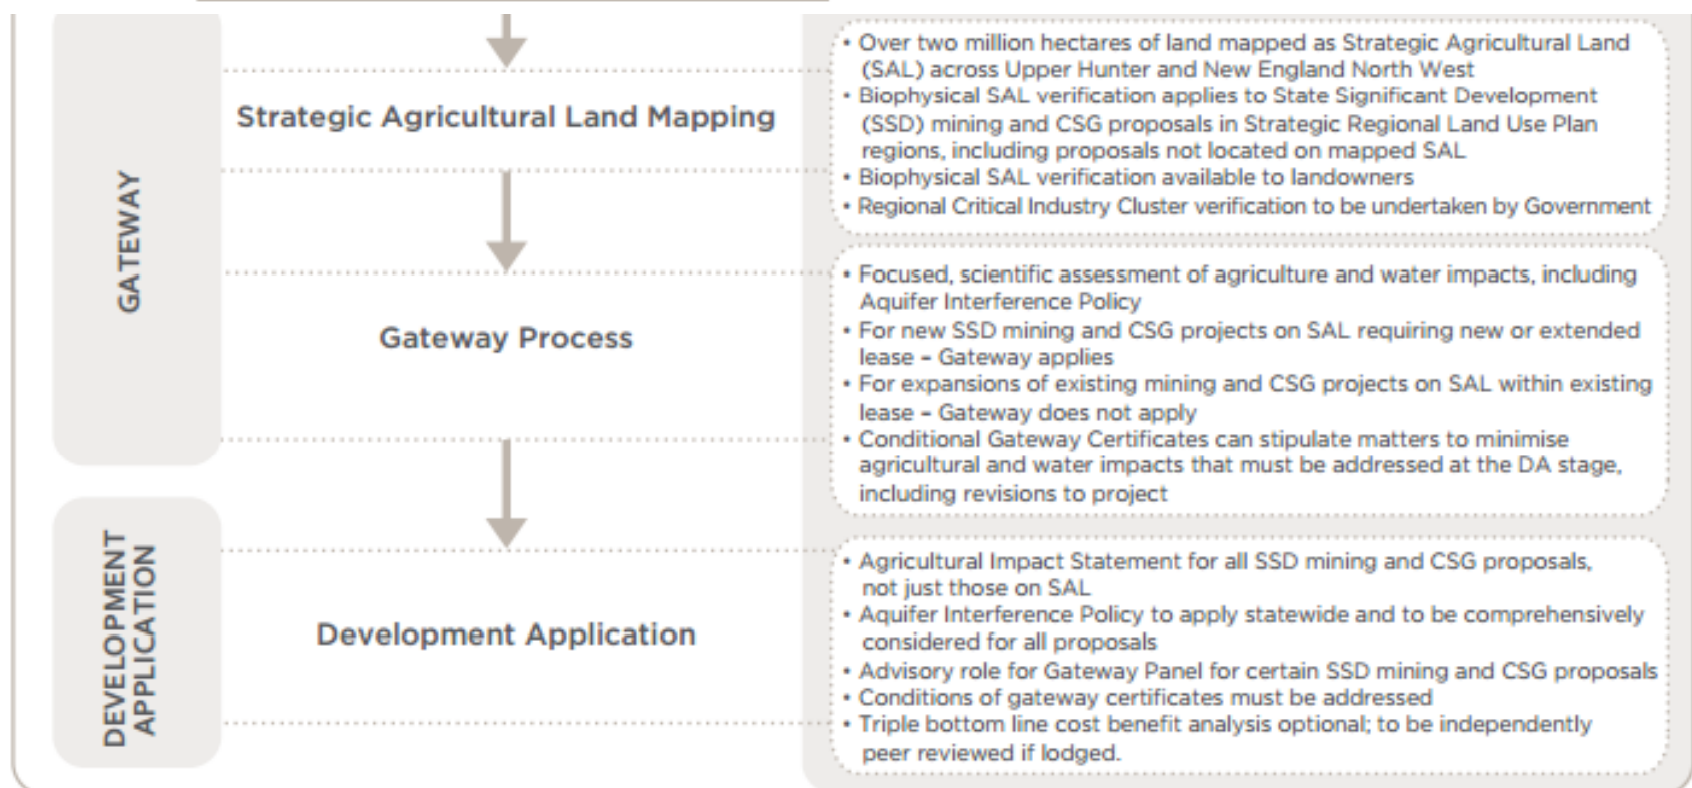 GATEWAY
Strategic Agricultural Land Mapping
• Over two million hectares of land mapped as Strategic Agricultural Land
(SAL) across Upper Hunter and New England North West
• Biophysical SAL verification applies to State Significant Development
(SSD) mining and CSG proposals in Strategic Regional Land Use Plan
regions, including proposals not located on mapped SAL
• Biophysical SAL verification available to landowners
• Regional Critical Industry Cluster verification to be undertaken by Government
Gateway Process
• Focused, scientific assessment of agriculture and water impacts, including
Aquifer Interference Policy
• For new SSD mining and CSG projects on SAL requiring new or extended
lease – Gateway applies
• For expansions of existing mining and CSG projects on SAL within existing
lease – Gateway does not apply
• Conditional Gateway Certificates can stipulate matters to minimise
agricultural and water impacts that must be addressed at the DA stage,
including revisions to project
DEVELOPMENT
APPLICATION
Development Application
• Agricultural Impact Statement for all SSD mining and CSG proposals,
not just those on SAL
• Aquifer Interference Policy to apply statewide and to be comprehensively
considered for all proposals
• Advisory role for Gateway Panel for certain SSD mining and CSG proposals
• Conditions of gateway certificates must be addressed
• Triple bottom line cost benefit analysis optional; to be independently
peer reviewed if lodged.